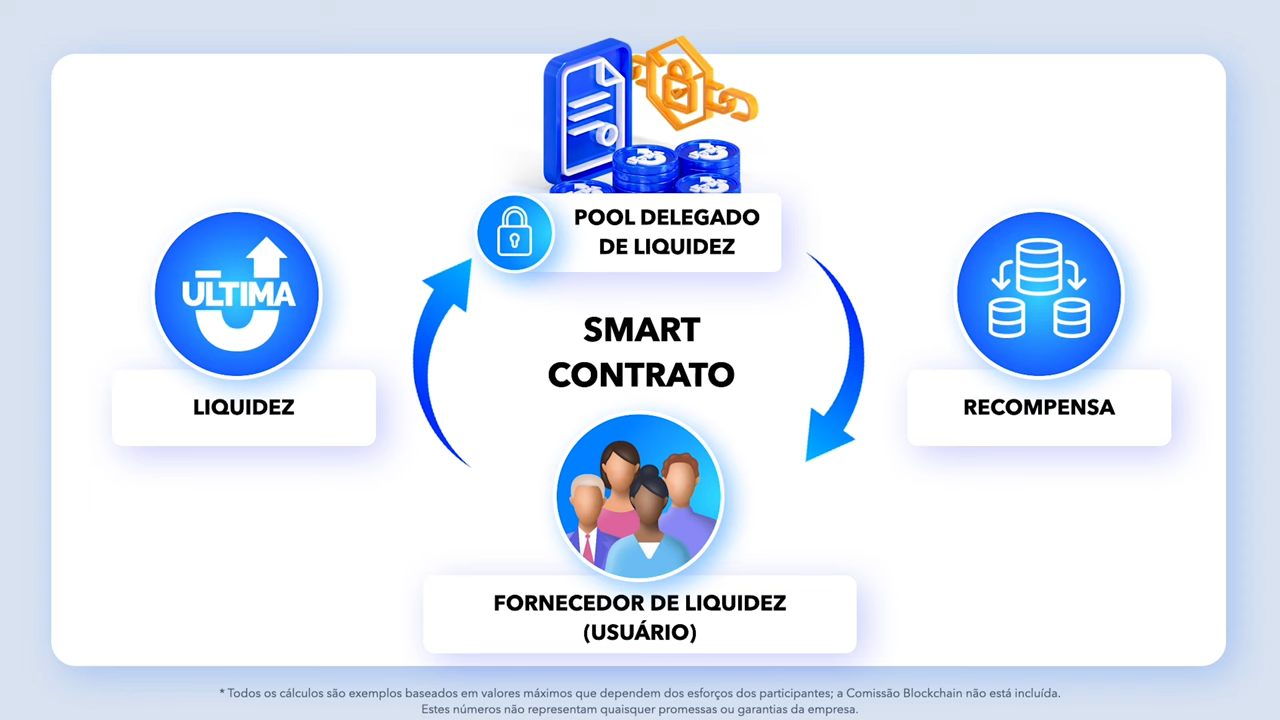 POOL DELEGADO
DE LIQUIDEZ
ULTIMA
SMART
CONTRATO
LIQUIDEZ
RECOMPENSA
FORNECEDOR DE LIQUIDEZ
(USUÁRIO)
* Todos os cálculos são exemplos baseados em valores máximos que dependem dos esforços dos participantes; a Comissão Blockchain não está incluída.
Estes números não representam quaisquer promessas ou garantias da empresa.